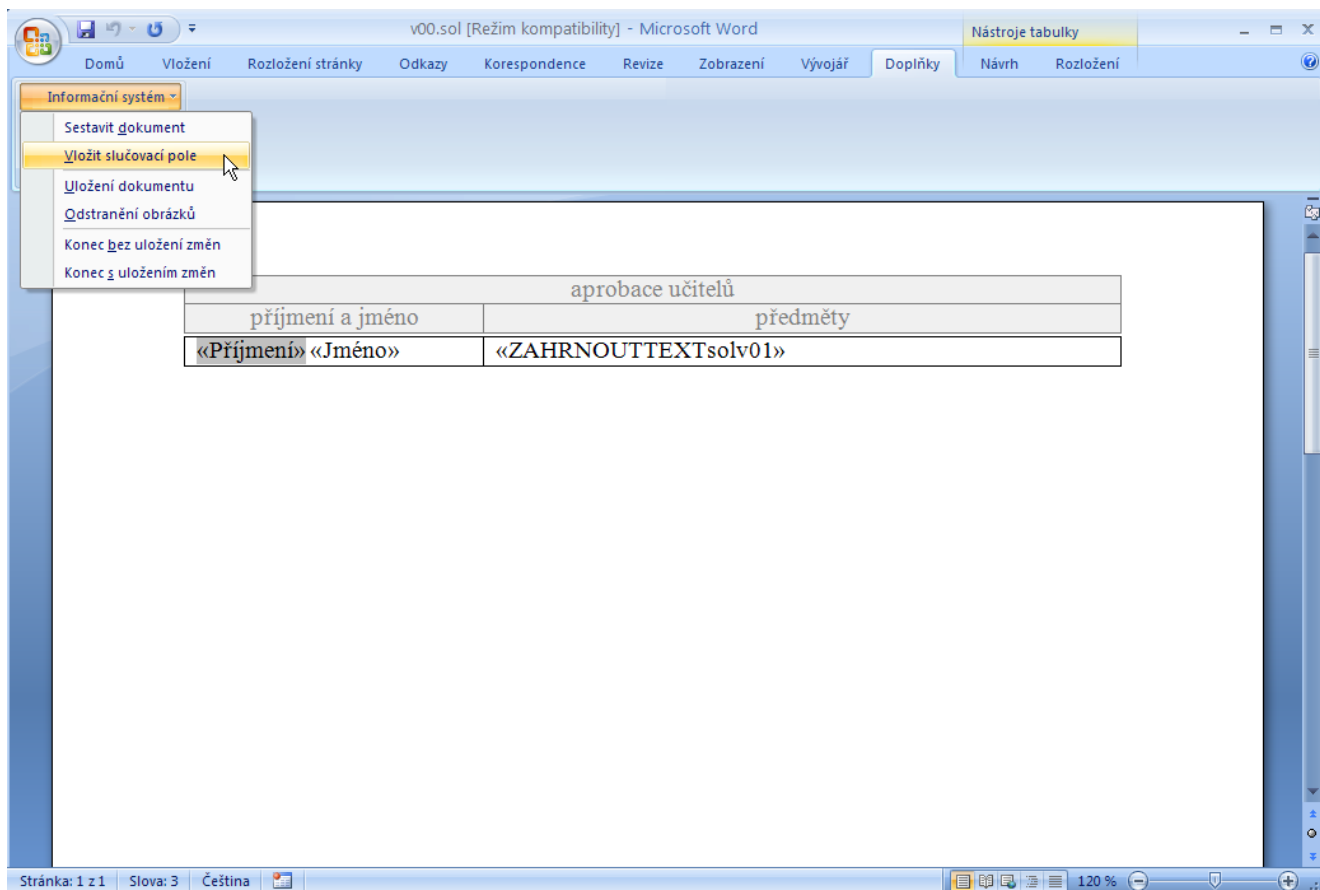 v00.sol [Režim kompatibility] - Microsoft Word
Nástroje tabulky
Domů Vložení Rozložení stránky Odkazy Korespondence Revize Zobrazení Vývojář Doplňky Návrh Rozložení
Informační systém
Sestavit dokument
Vložit slučovací pole
Uložení dokumentu
Odstranění obrázků
Konec bez uložení změn
Konec s uložením změn
aprobace učitelů
příjmení a jméno předměty
«Příjmení» «Jméno» «ZAHRNOUTTEXTsolv01»
Stránka: 1 z 1 Slova: 3 Čeština 120 %